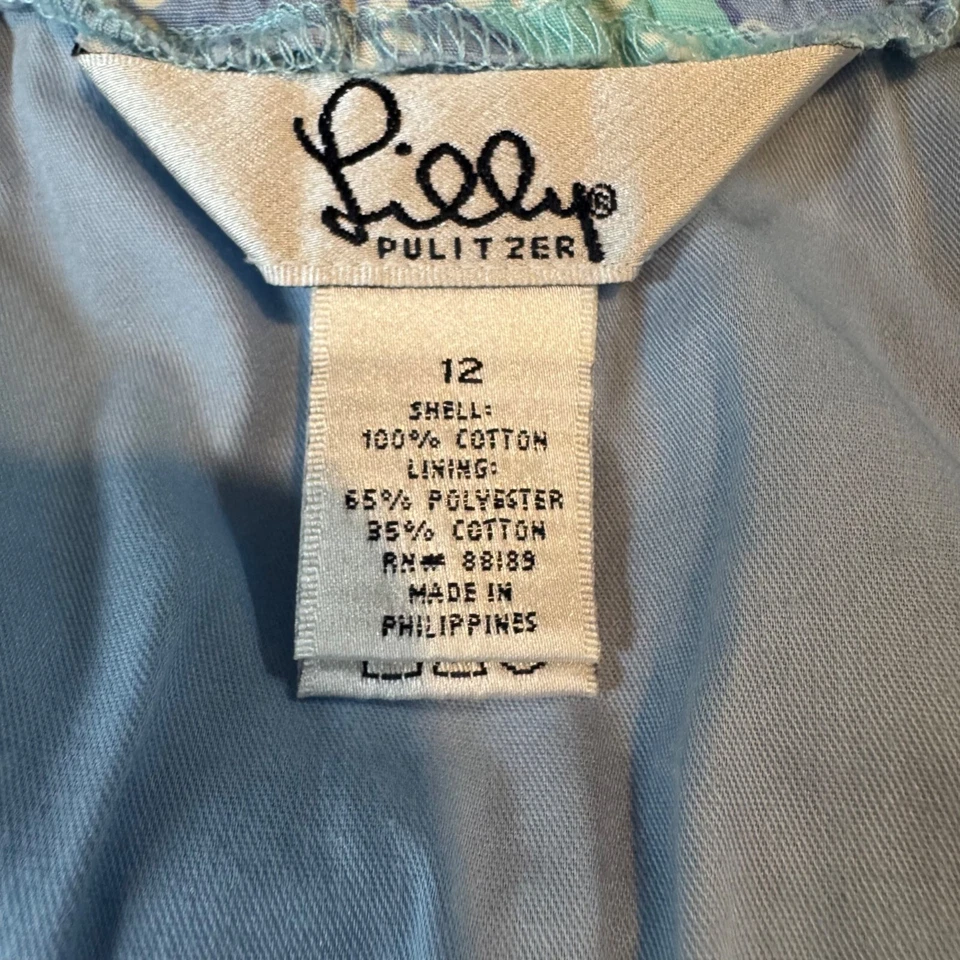 Lilly®
PULITZER
12
SHELL:
100% COTTON
LINING:
65% POLYESTER
35% COTTON
RN# 88189
MADE IN
PHILIPPINES